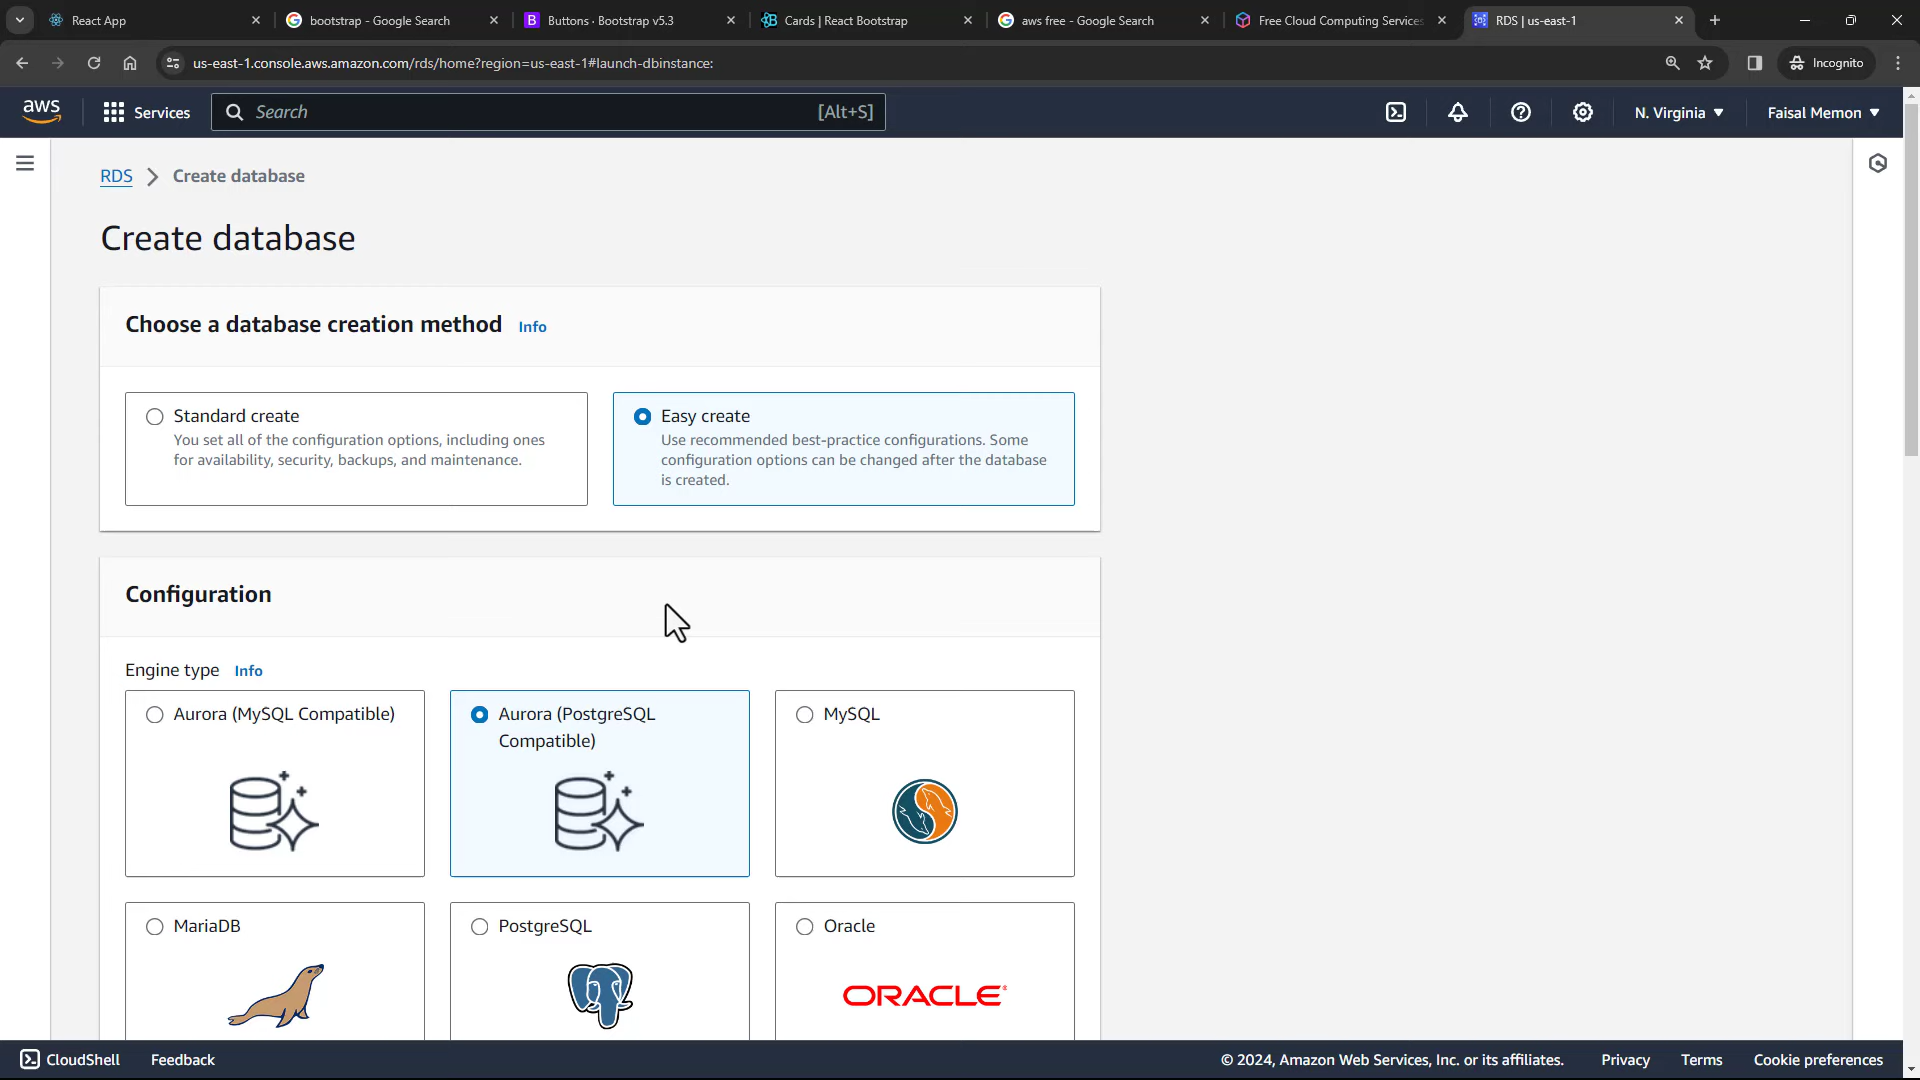 React App
bootstrap - Google Search
Buttons · Bootstrap v5.3
Cards | React Bootstrap
aws free - Google Search
Free Cloud Computing Services
RDS | us-east-1
us-east-1.console.aws.amazon.com/rds/home?region=us-east-1#launch-dbinstance:
Incognito
aws
Services
Search
[Alt+S]
N. Virginia
Faisal Memon
RDS
Create database
Create database
Choose a database creation method Info
Standard create
You set all of the configuration options, including ones
for availability, security, backups, and maintenance.
Easy create
Use recommended best-practice configurations. Some
configuration options can be changed after the database
is created.
Configuration
Engine type Info
Aurora (MySQL Compatible)
Aurora (PostgreSQL
Compatible)
MySQL
MariaDB
PostgreSQL
Oracle
ORACLE
CloudShell
Feedback
© 2024, Amazon Web Services, Inc. or its affiliates.
Privacy
Terms
Cookie preferences